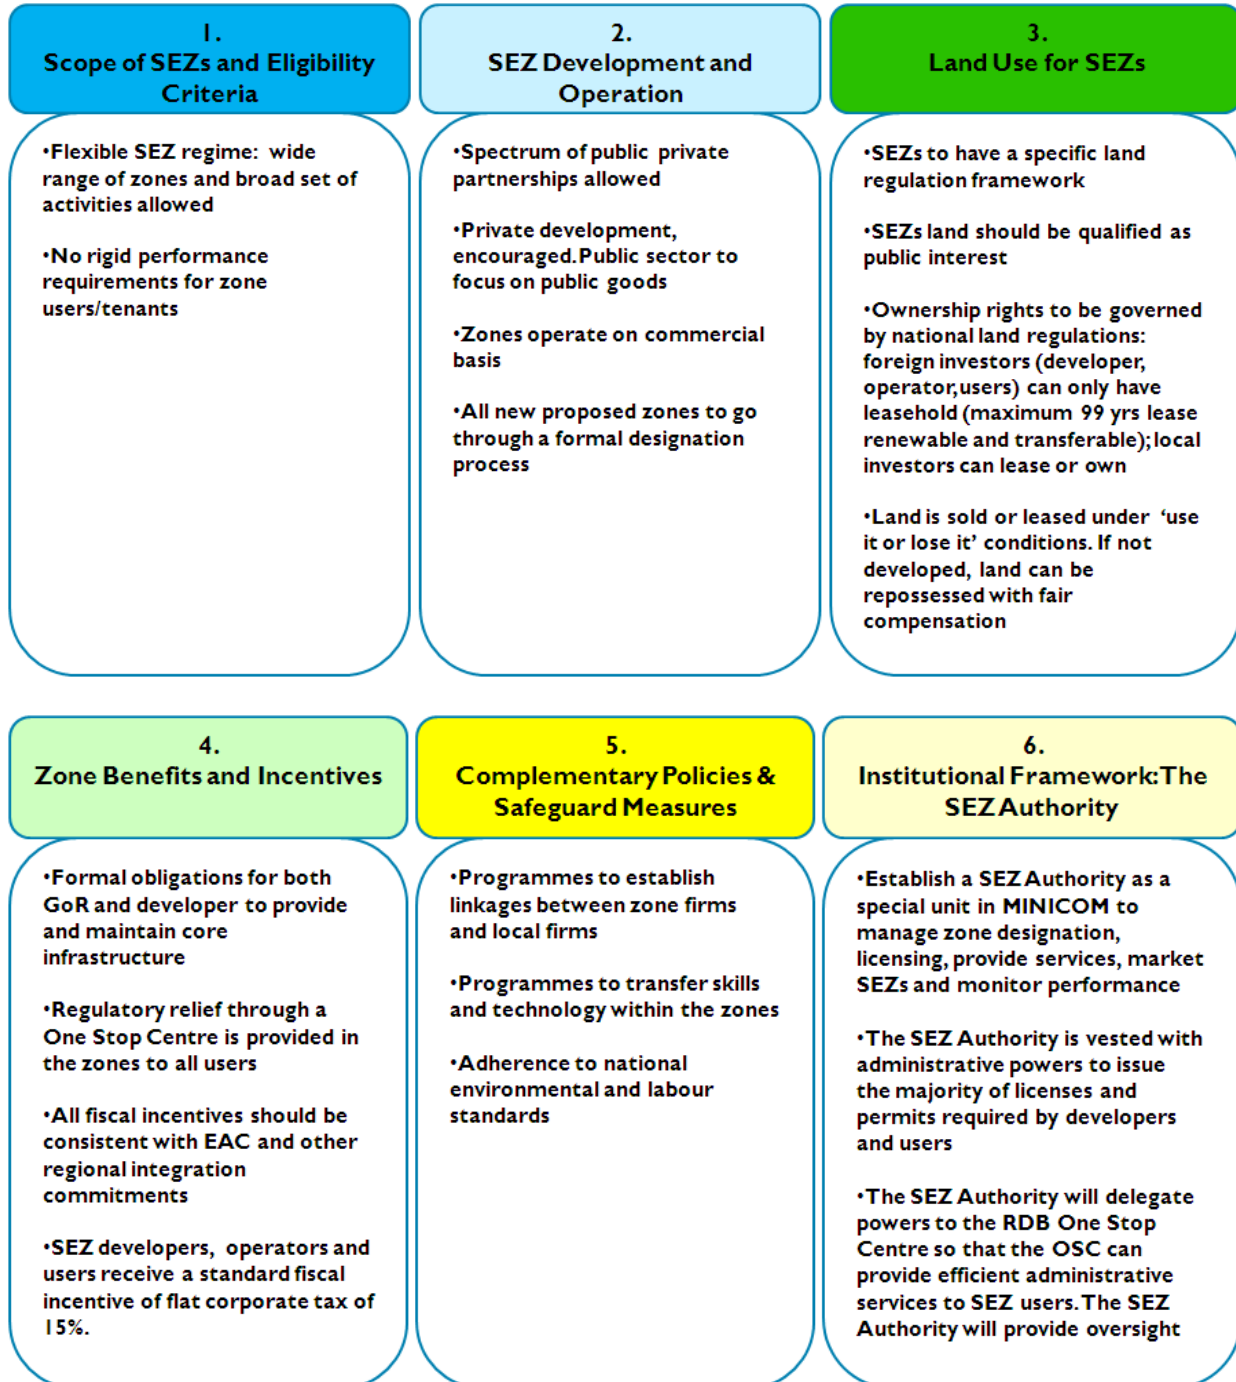 1.
Scope of SEZs and Eligibility
Criteria
•Flexible SEZ regime: wide
range of zones and broad set of
activities allowed
•No rigid performance
requirements for zone
users/tenants
2.
SEZ Development and
Operation
•Spectrum of public private
partnerships allowed
•Private development,
encouraged. Public sector to
focus on public goods
•Zones operate on commercial
basis
•All new proposed zones to go
through a formal designation
process
3.
Land Use for SEZs
•SEZs to have a specific land
regulation framework
•SEZs land should be qualified as
public interest
•Ownership rights to be governed
by national land regulations:
foreign investors (developer,
operator,users) can only have
leasehold (maximum 99 yrs lease
renewable and transferable); local
investors can lease or own
•Land is sold or leased under ‘use
it or lose it’ conditions. If not
developed, land can be
repossessed with fair
compensation
4.
Zone Benefits and Incentives
•Formal obligations for both
GoR and developer to provide
and maintain core
infrastructure
•Regulatory relief through a
One Stop Centre is provided in
the zones to all users
•All fiscal incentives should be
consistent with EAC and other
regional integration
commitments
•SEZ developers, operators and
users receive a standard fiscal
incentive of flat corporate tax of
15%.
5.
Complementary Policies &
Safeguard Measures
•Programmes to establish
linkages between zone firms
and local firms
•Programmes to transfer skills
and technology within the zones
•Adherence to national
environmental and labour
standards
6.
Institutional Framework: The
SEZ Authority
•Establish a SEZ Authority as a
special unit in MINICOM to
manage zone designation,
licensing, provide services, market
SEZs and monitor performance
•The SEZ Authority is vested with
administrative powers to issue
the majority of licenses and
permits required by developers
and users
•The SEZ Authority will delegate
powers to the RDB One Stop
Centre so that the OSC can
provide efficient administrative
services to SEZ users. The SEZ
Authority will provide oversight